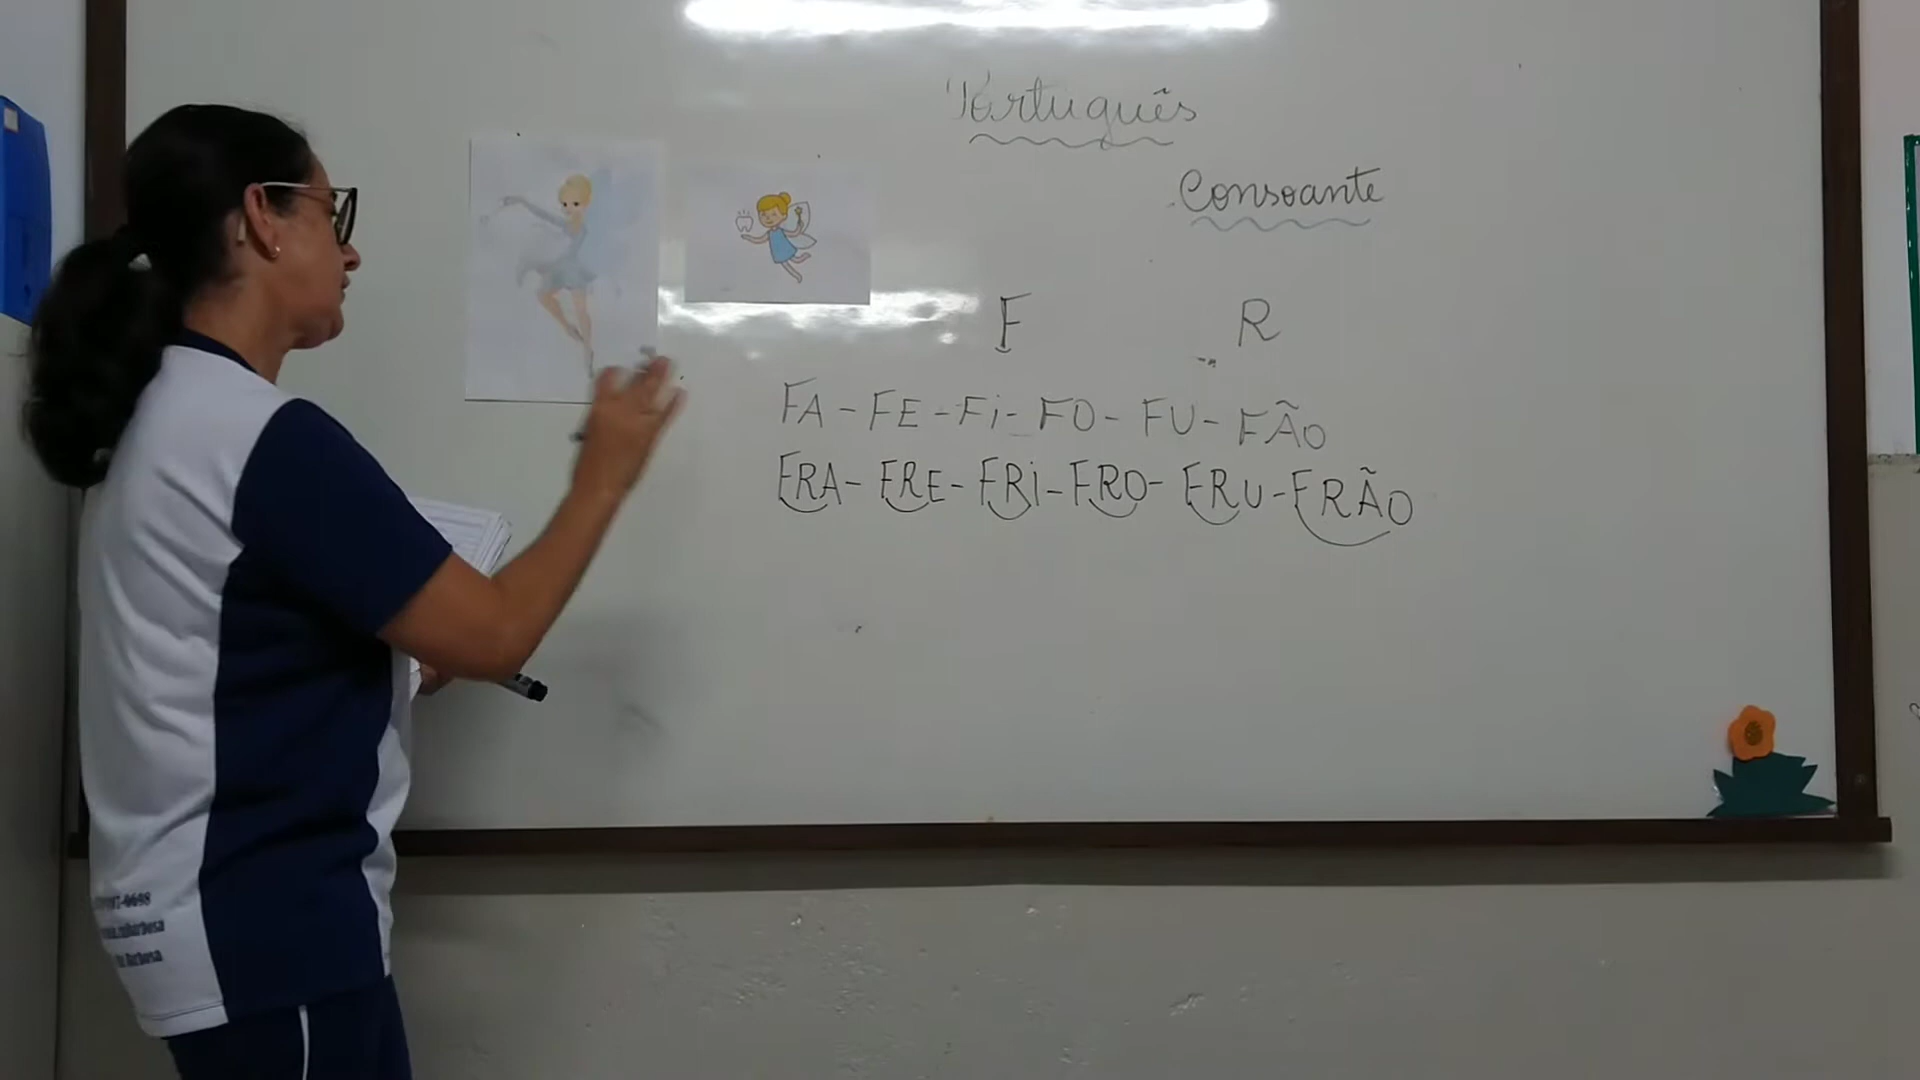 Português
Consoante
F R
FA - FE - Fi - FO - FU - FÃO
FRA - FRE - FRi - FRO - FRU - FRÃO